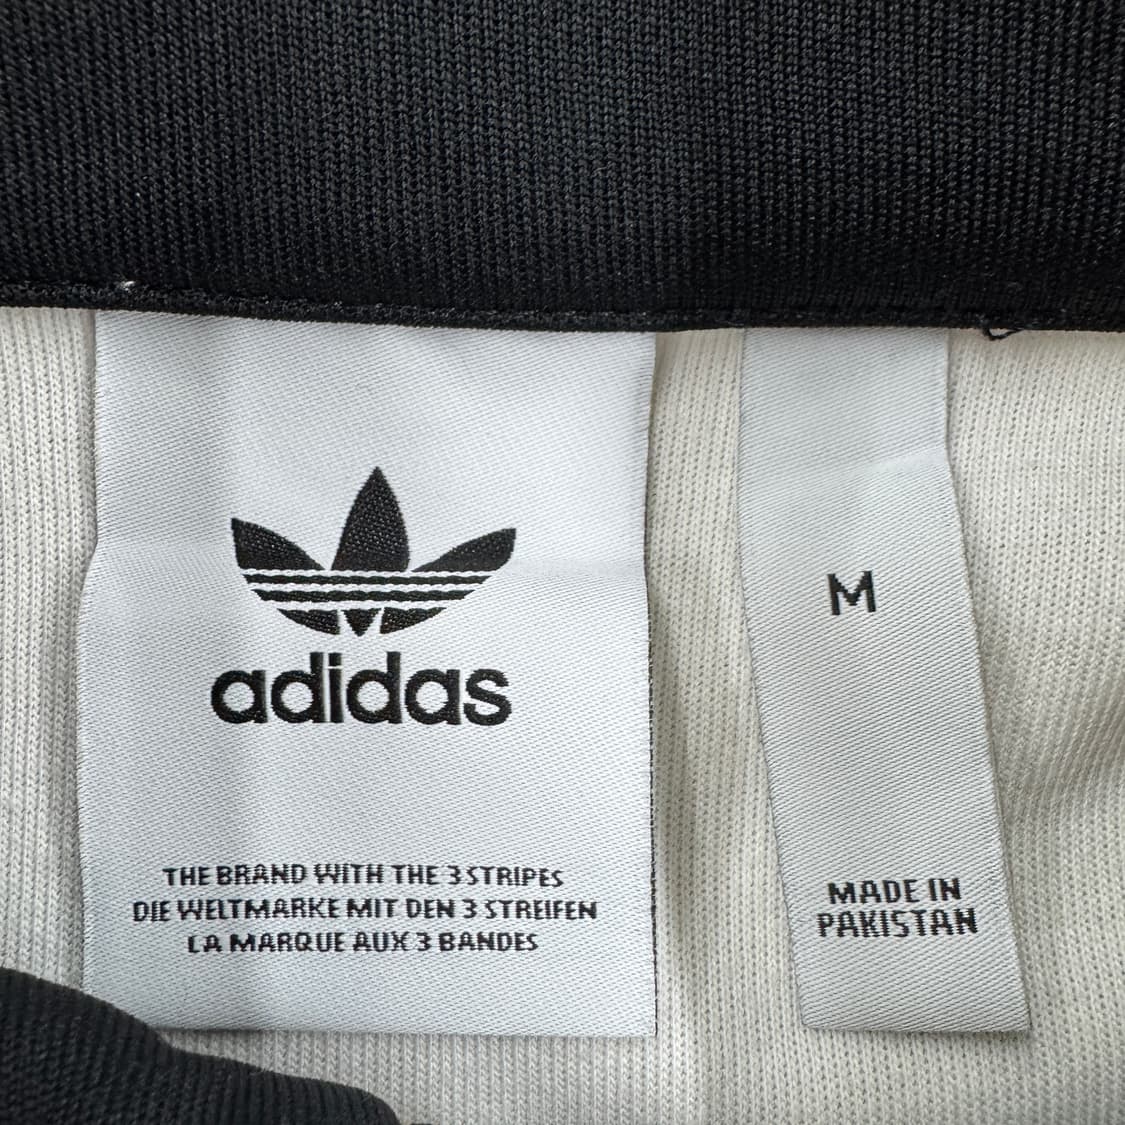 adidas
THE BRAND WITH THE 3 STRIPES
DIE WELTMARKE MIT DEN 3 STREIFEN
LA MARQUE AUX 3 BANDES
M
MADE IN
PAKISTAN